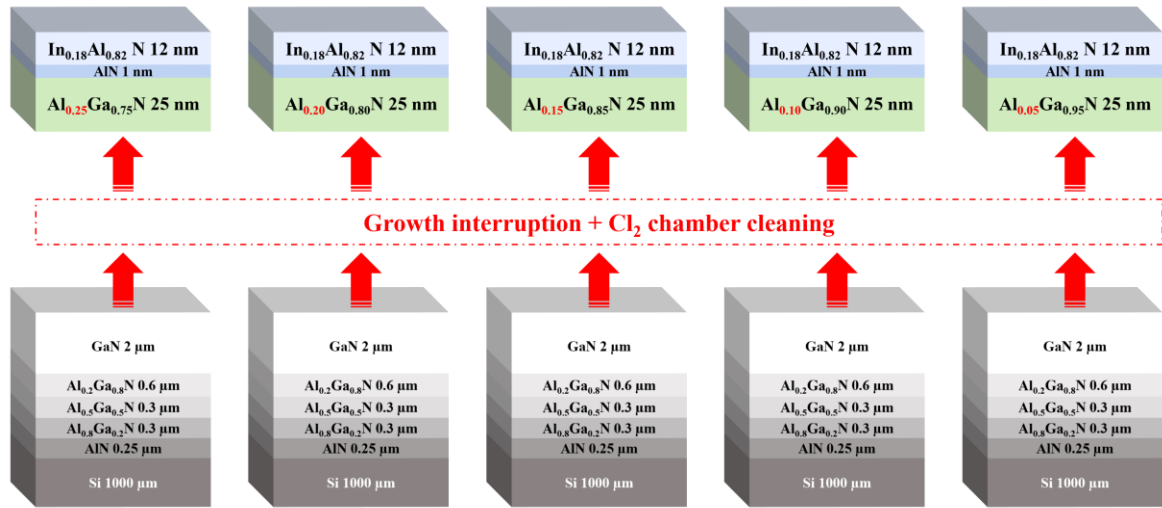 In0.18Al0.82 N 12 nm
AlN 1 nm
Al0.25Ga0.75N 25 nm
In0.18Al0.82 N 12 nm
AlN 1 nm
Al0.20Ga0.80N 25 nm
In0.18Al0.82 N 12 nm
AlN 1 nm
Al0.15Ga0.85N 25 nm
In0.18Al0.82 N 12 nm
AlN 1 nm
Al0.10Ga0.90N 25 nm
In0.18Al0.82 N 12 nm
AlN 1 nm
Al0.05Ga0.95N 25 nm
Growth interruption + Cl2 chamber cleaning
GaN 2 µm
Al0.2Ga0.8N 0.6 µm
Al0.5Ga0.5N 0.3 µm
Al0.8Ga0.2N 0.3 µm
AlN 0.25 µm
Si 1000 µm
GaN 2 µm
Al0.2Ga0.8N 0.6 µm
Al0.5Ga0.5N 0.3 µm
Al0.8Ga0.2N 0.3 µm
AlN 0.25 µm
Si 1000 µm
GaN 2 µm
Al0.2Ga0.8N 0.6 µm
Al0.5Ga0.5N 0.3 µm
Al0.8Ga0.2N 0.3 µm
AlN 0.25 µm
Si 1000 µm
GaN 2 µm
Al0.2Ga0.8N 0.6 µm
Al0.5Ga0.5N 0.3 µm
Al0.8Ga0.2N 0.3 µm
AlN 0.25 µm
Si 1000 µm
GaN 2 µm
Al0.2Ga0.8N 0.6 µm
Al0.5Ga0.5N 0.3 µm
Al0.8Ga0.2N 0.3 µm
AlN 0.25 µm
Si 1000 µm